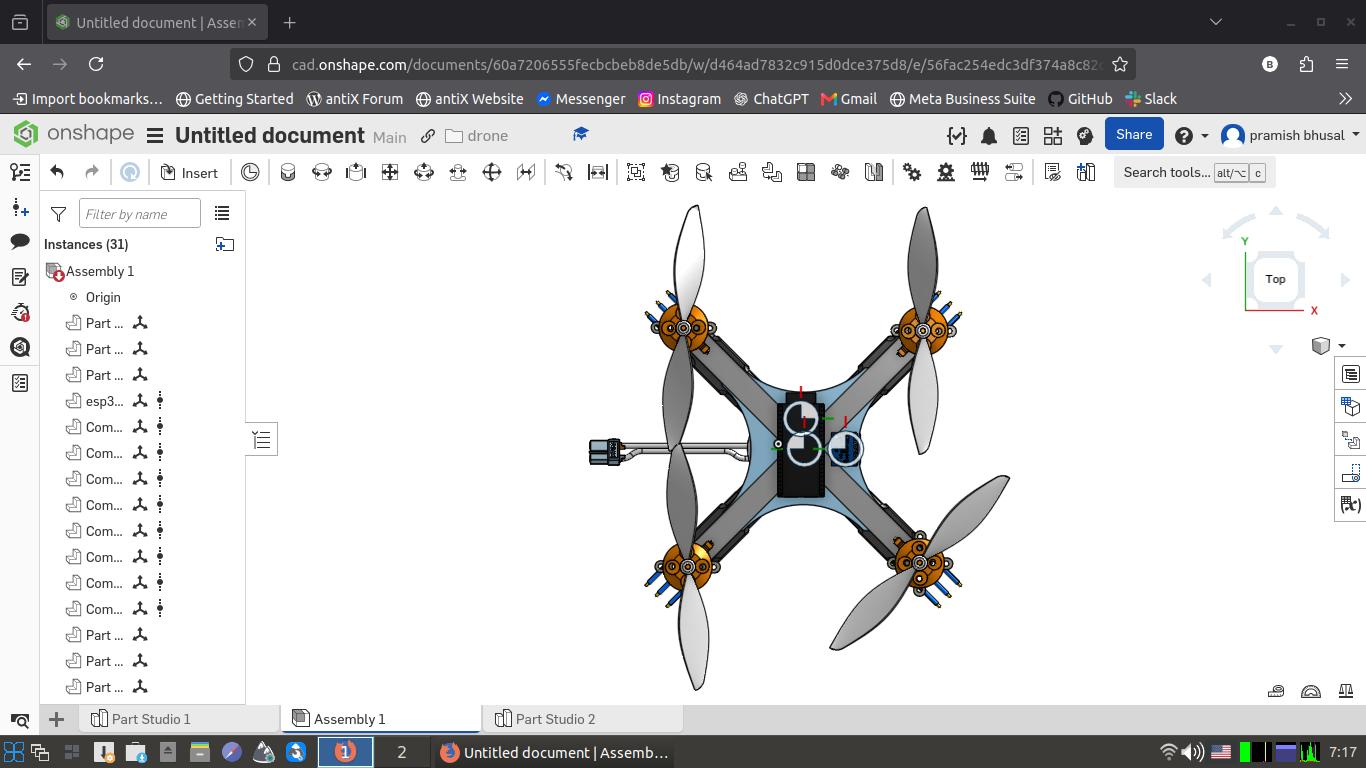 Untitled document | Assem
cad.onshape.com/documents/60a7206555fecbcbeb8de5db/w/d464ad7832c915d0dce375d8/e/56fac254edc3df374a8c82c
B
Import bookmarks...
Getting Started
antiX Forum
antiX Website
Messenger
Instagram
ChatGPT
Gmail
Meta Business Suite
GitHub
Slack
onshape
Untitled document
Main
drone
Share
pramish bhusal
Insert
Search tools...
alt/⌥
c
Filter by name
Instances (31)
Assembly 1
Origin
Part ...
Part ...
Part ...
esp3...
Com...
Com...
Com...
Com...
Com...
Com...
Com...
Com...
Part ...
Part ...
Part ...
Y
Top
X
Part Studio 1
Assembly 1
Part Studio 2
1
2
Untitled document | Assemb...
7:17